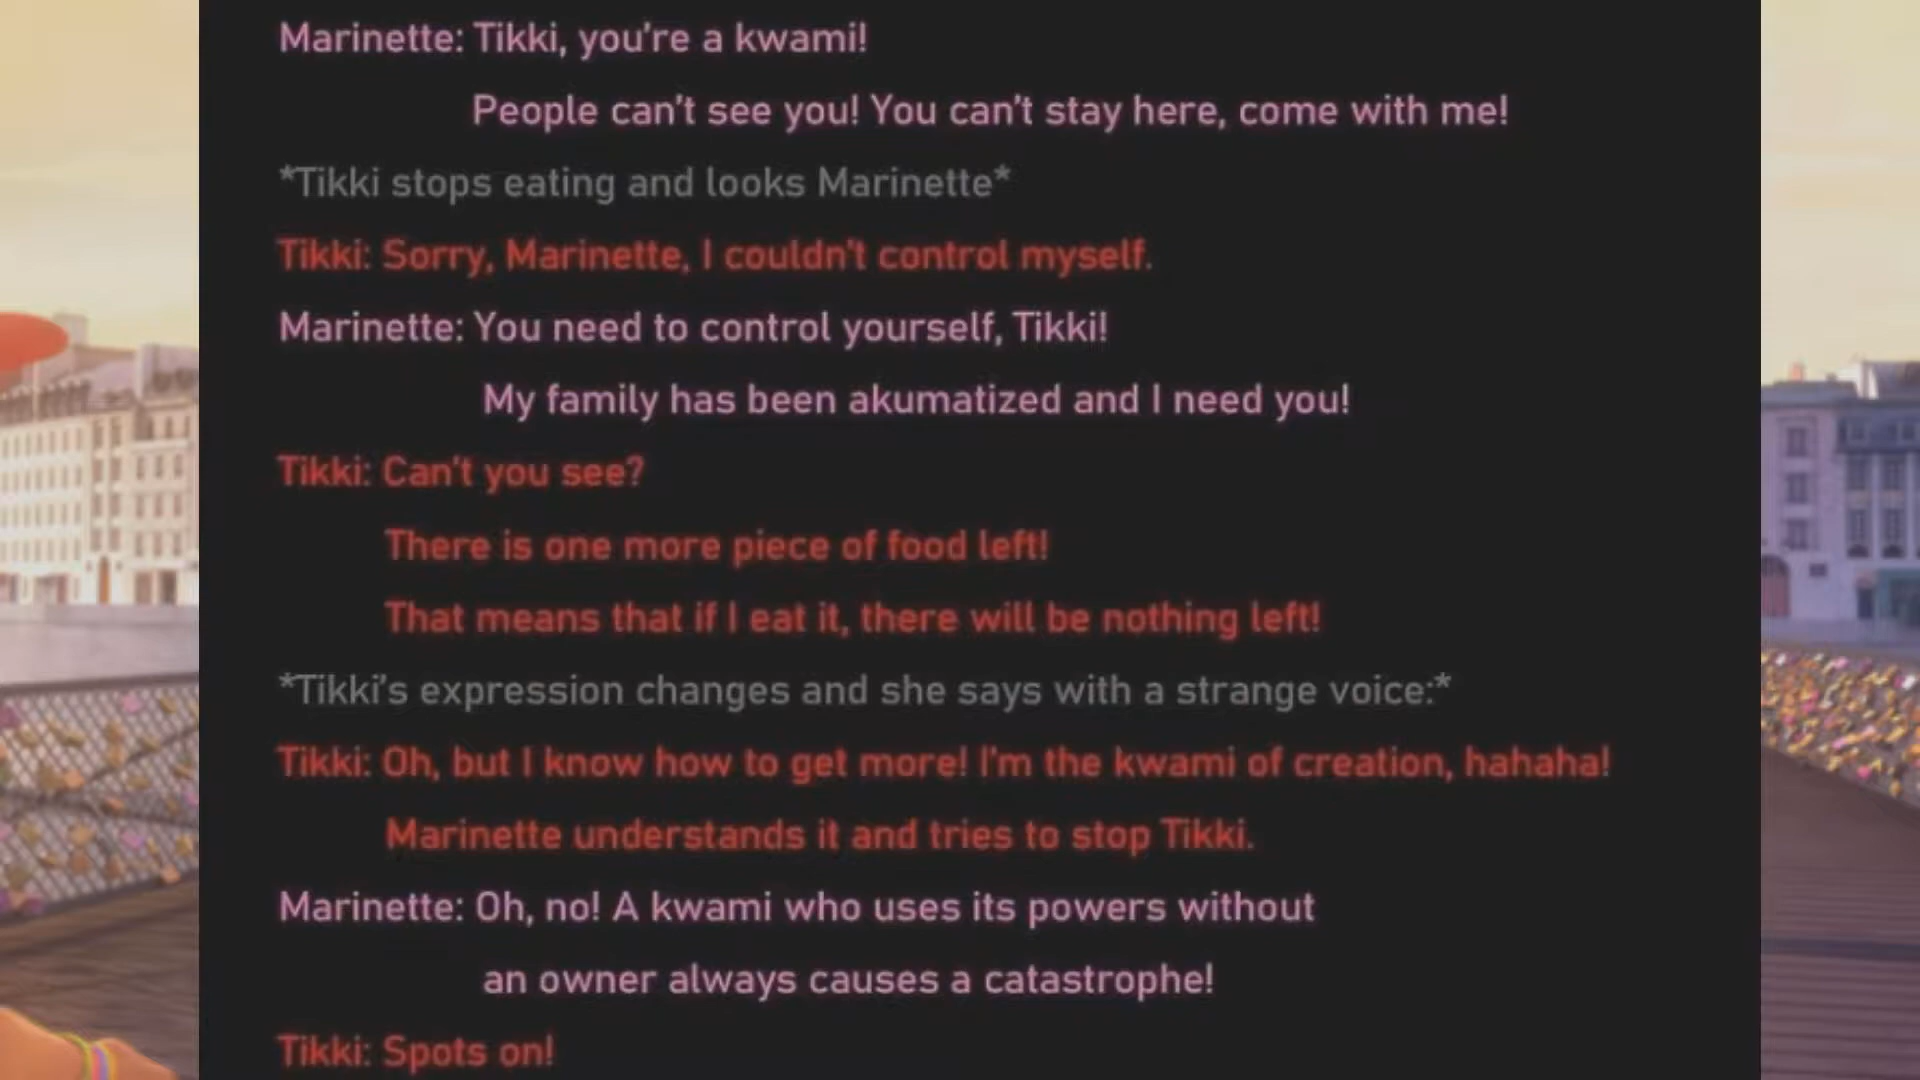 Marinette: Tikki, you're a kwami!
People can't see you! You can't stay here, come with me!
*Tikki stops eating and looks Marinette*
Tikki: Sorry, Marinette, I couldn't control myself.
Marinette: You need to control yourself, Tikki!
My family has been akumatized and I need you!
Tikki: Can't you see?
There is one more piece of food left!
That means that if I eat it, there will be nothing left!
*Tikki's expression changes and she says with a strange voice:*
Tikki: Oh, but I know how to get more! I'm the kwami of creation, hahaha!
Marinette understands it and tries to stop Tikki.
Marinette: Oh, no! A kwami who uses its powers without
an owner always causes a catastrophe!
Tikki: Spots on!